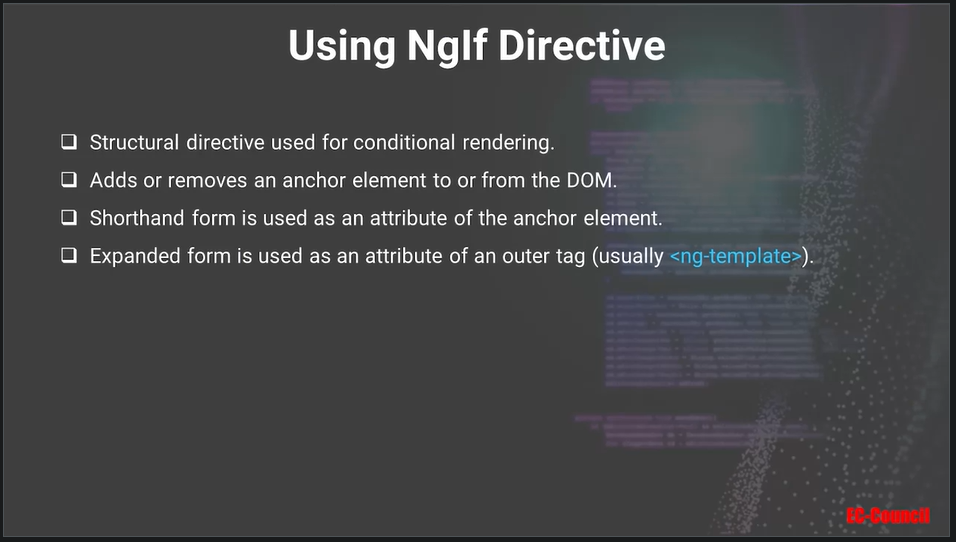 Using NgIf Directive
Structural directive used for conditional rendering.
Adds or removes an anchor element to or from the DOM.
Shorthand form is used as an attribute of the anchor element.
Expanded form is used as an attribute of an outer tag (usually <ng-template>).
EC-Council